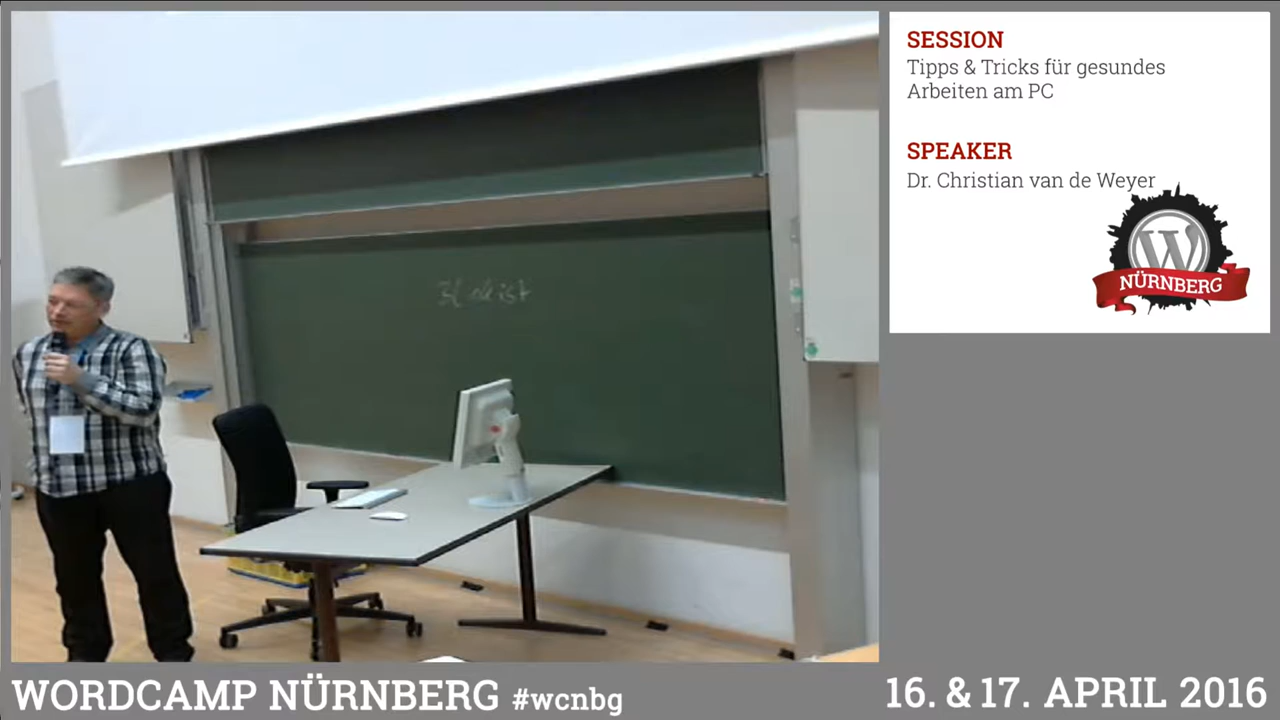 SESSION
Tipps & Tricks für gesundes
Arbeiten am PC
SPEAKER
Dr. Christian van de Weyer
W
NÜRNBERG
WORDCAMP NÜRNBERG #wcnbg
16. & 17. APRIL 2016